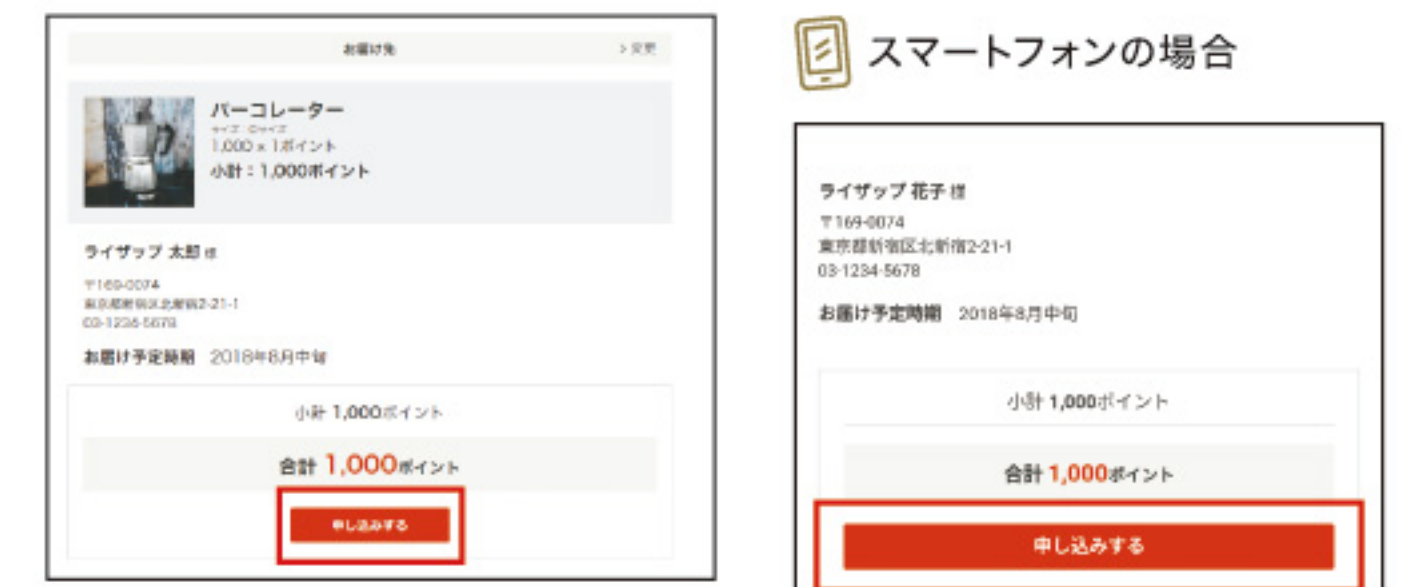 お届け先
> 変更
パーコレーター
1,000 x 1ポイント
小計：1,000ポイント
ライザップ 太郎 様
〒169-0074
東京都新宿区北新宿2-21-1
03-1234-5678
お届け予定時期 2018年8月中旬
小計 1,000ポイント
合計 1,000ポイント
申し込みする
スマートフォンの場合
ライザップ 花子 様
〒169-0074
東京都新宿区北新宿2-21-1
03-1234-5678
お届け予定時期 2018年8月中旬
小計 1,000ポイント
合計 1,000ポイント
申し込みする